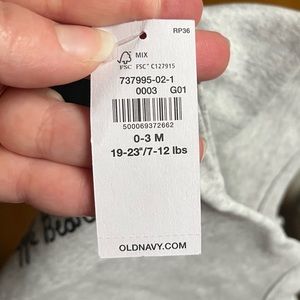 RP36
MIX
FSC FSC® C127915
737995-02-1
0003 G01
500069372662
0-3 M
19-23"/7-12 lbs
OLDNAVY.COM